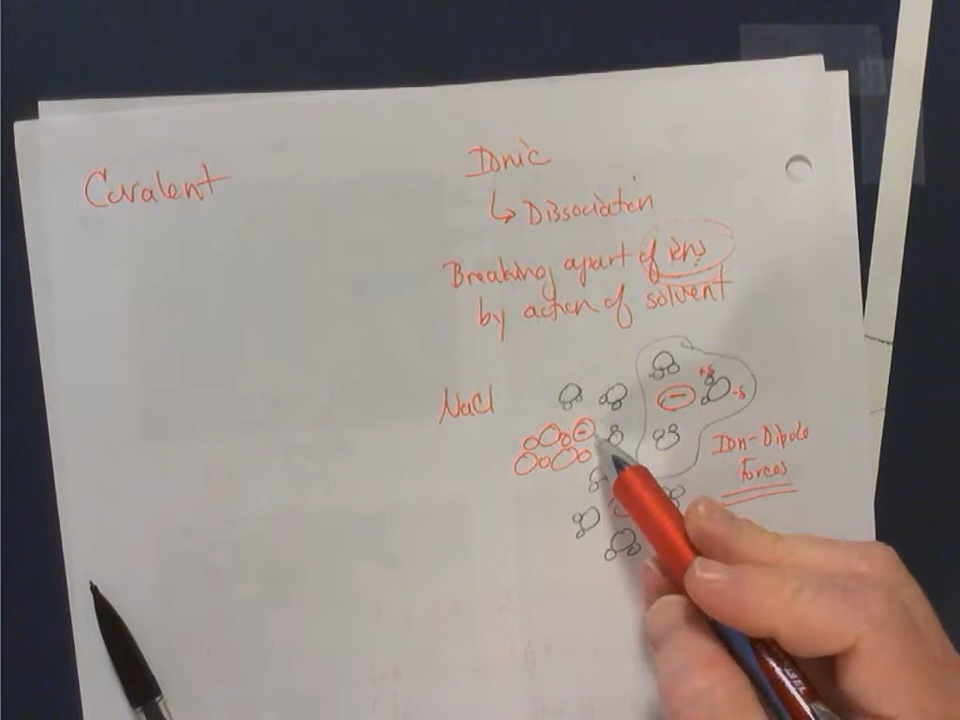 Covalent
Ionic
↳ Dissociation
Breaking apart of ions
by action of solvent
NaCl
+δ
−
-δ
−
Ion-Dipole
Forces